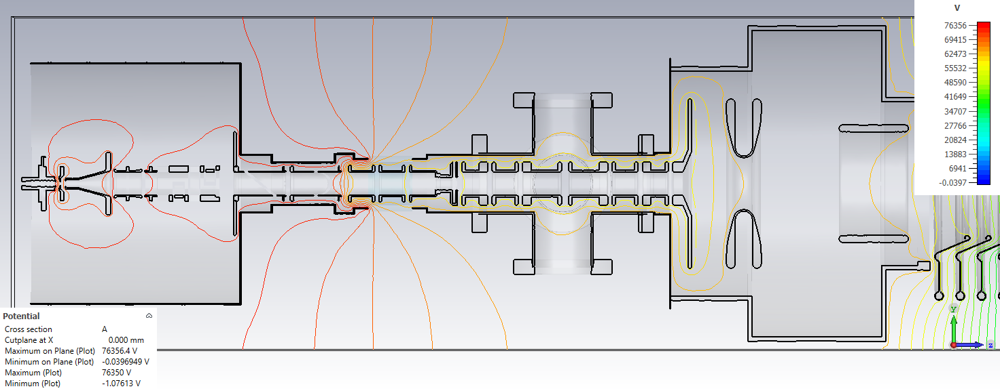 V
76356
69415
62473
55532
48590
41649
34707
27766
20824
13883
6941
-0.0397
Potential
Cross section A
Cutplane at X 0.000 mm
Maximum on Plane (Plot) 76356.4 V
Minimum on Plane (Plot) -0.0396949 V
Maximum (Plot) 76350 V
Minimum (Plot) -1.07613 V
y
z